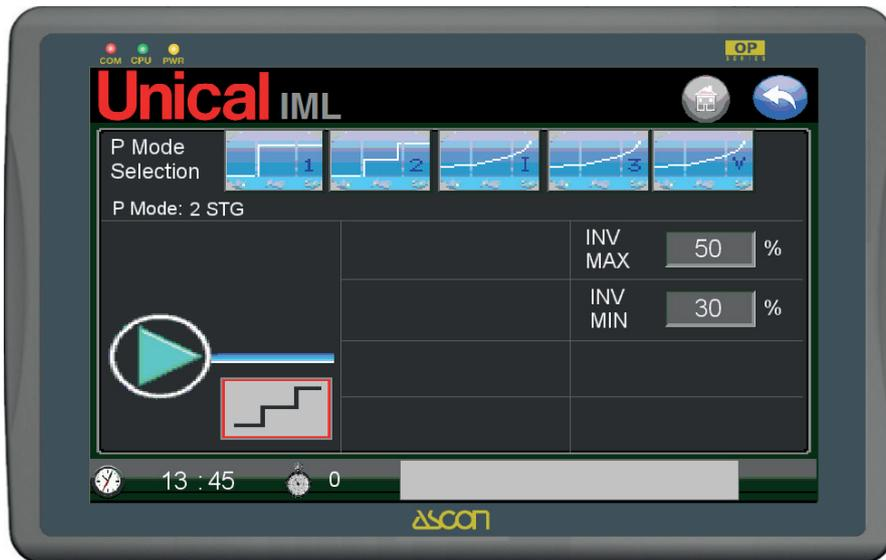 COM CPU PWR
OP
SERIES
Unical IML
P Mode
Selection
1
2
I
3
V
P Mode: 2 STG
INV
MAX
50 %
INV
MIN
30 %
13 : 45
0
ascon